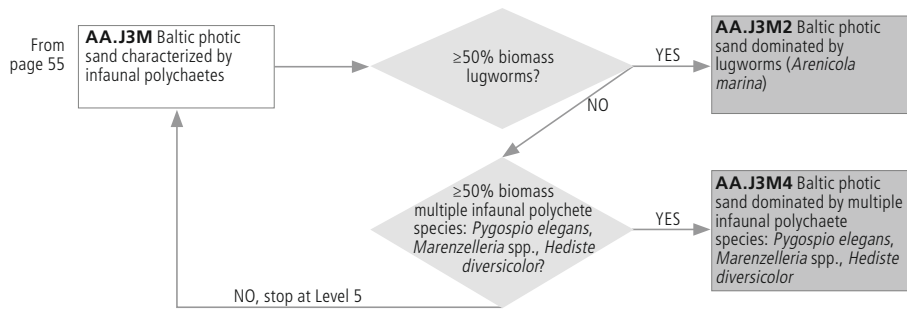 From
page 55
AA.J3M Baltic photic
sand characterized by
infaunal polychaetes
≥50% biomass
lugworms?
YES
AA.J3M2 Baltic photic
sand dominated by
lugworms (Arenicola
marina)
NO
≥50% biomass
multiple infaunal polychete
species: Pygospio elegans,
Marenzelleria spp., Hediste
diversicolor?
YES
AA.J3M4 Baltic photic
sand dominated by multiple
infaunal polychaete
species: Pygospio elegans,
Marenzelleria spp., Hediste
diversicolor
NO, stop at Level 5